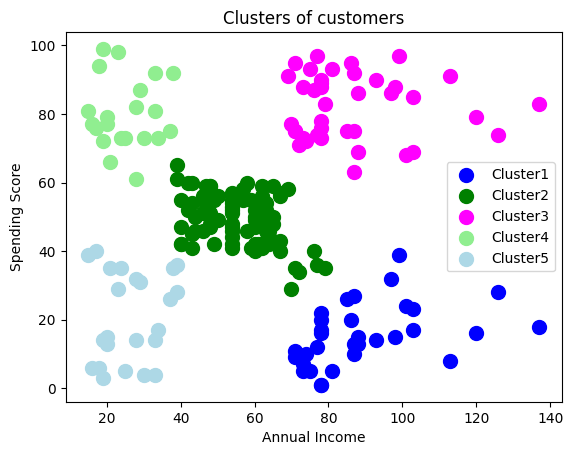 Clusters of customers
Spending Score
100
80
60
40
20
0
Cluster1
Cluster2
Cluster3
Cluster4
Cluster5
20 40 60 80 100 120 140
Annual Income